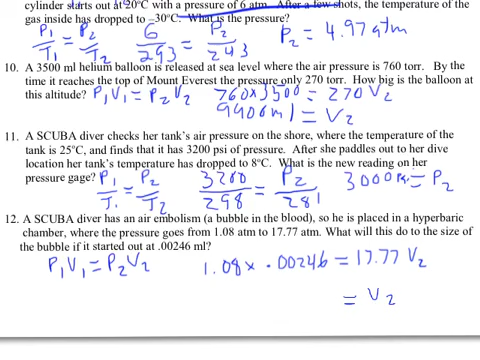 cylinder starts out at 20°C with a pressure of 6 atm. After a few shots, the temperature of the
gas inside has dropped to –30°C. What is the pressure?
P1/T1 = P2/T2   6/293 = P2/243   P2 = 4.97 atm
10. A 3500 ml helium balloon is released at sea level where the air pressure is 760 torr. By the
time it reaches the top of Mount Everest the pressure only 270 torr. How big is the balloon at
this altitude? P1V1 = P2V2   760 x 3500 = 270 V2
9900 ml = V2
11. A SCUBA diver checks her tank's air pressure on the shore, where the temperature of the
tank is 25°C, and finds that it has 3200 psi of pressure. After she paddles out to her dive
location her tank's temperature has dropped to 8°C. What is the new reading on her
pressure gage? P1/T1 = P2/T2   3200/298 = P2/281   3000 = P2
12. A SCUBA diver has an air embolism (a bubble in the blood), so he is placed in a hyperbaric
chamber, where the pressure goes from 1.08 atm to 17.77 atm. What will this do to the size of
the bubble if it started out at .00246 ml?
P1V1 = P2V2   1.08 x .00246 = 17.77 V2
= V2